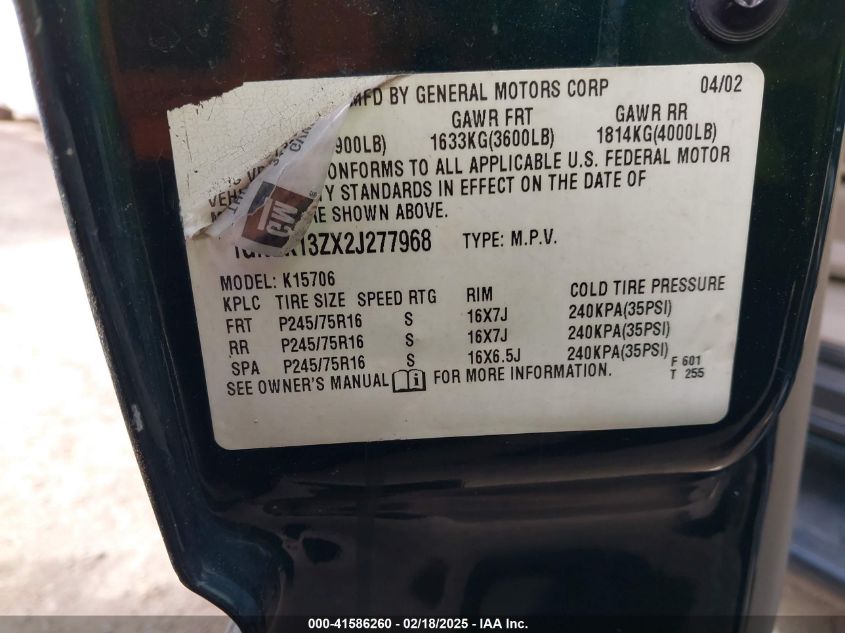 MFD BY GENERAL MOTORS CORP 04/02
GAWR FRT GAWR RR
900LB) 1633KG(3600LB) 1814KG(4000LB)
ONFORMS TO ALL APPLICABLE U.S. FEDERAL MOTOR
VEH Y STANDARDS IN EFFECT ON THE DATE OF
M RE SHOWN ABOVE.
GM
13ZX2J277968 TYPE: M.P.V.
MODEL: K15706
KPLC TIRE SIZE SPEED RTG RIM COLD TIRE PRESSURE
FRT P245/75R16 S 16X7J 240KPA(35PSI)
RR P245/75R16 S 16X7J 240KPA(35PSI)
SPA P245/75R16 S 16X6.5J 240KPA(35PSI)
F 601
T 255
SEE OWNER'S MANUAL i FOR MORE INFORMATION.
000-41586260 - 02/18/2025 - IAA Inc.